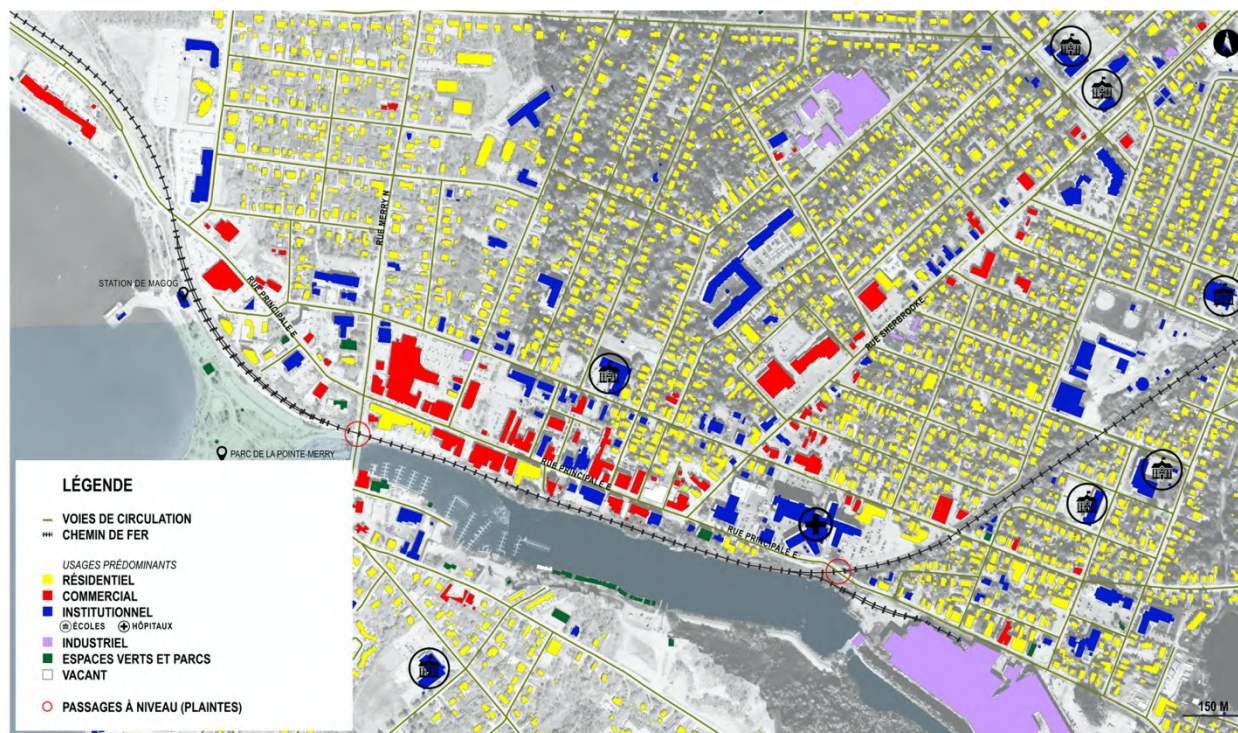 RUE MERRY N
STATION DE MAGOG
RUE PRINCIPALE E
RUE SHERBROOKE
PARC DE LA POINTE-MERRY
RUE PRINCIPALE E
RUE PRINCIPALE E
LÉGENDE
VOIES DE CIRCULATION
CHEMIN DE FER
USAGES PRÉDOMINANTS
RÉSIDENTIEL
COMMERCIAL
INSTITUTIONNEL
ÉCOLES HÔPITAUX
INDUSTRIEL
ESPACES VERTS ET PARCS
VACANT
PASSAGES À NIVEAU (PLAINTES)
150 M